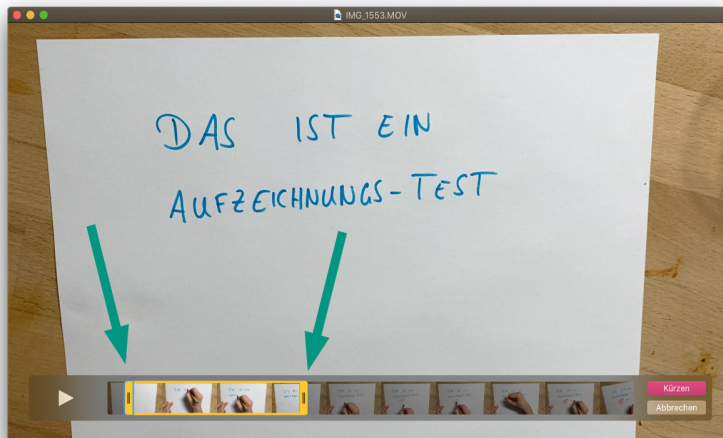 IMG_1553.MOV
DAS IST EIN
AUFZEICHNUNGS-TEST
Kürzen
Abbrechen